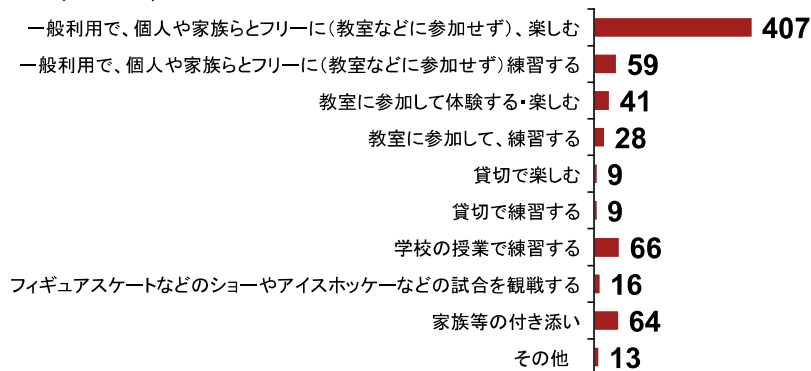 一般利用で、個人や家族らとフリーに(教室などに参加せず)、楽しむ 407
一般利用で、個人や家族らとフリーに(教室などに参加せず)練習する 59
教室に参加して体験する・楽しむ 41
教室に参加して、練習する 28
貸切で楽しむ 9
貸切で練習する 9
学校の授業で練習する 66
フィギュアスケートなどのショーやアイスホッケーなどの試合を観戦する 16
家族等の付き添い 64
その他 13